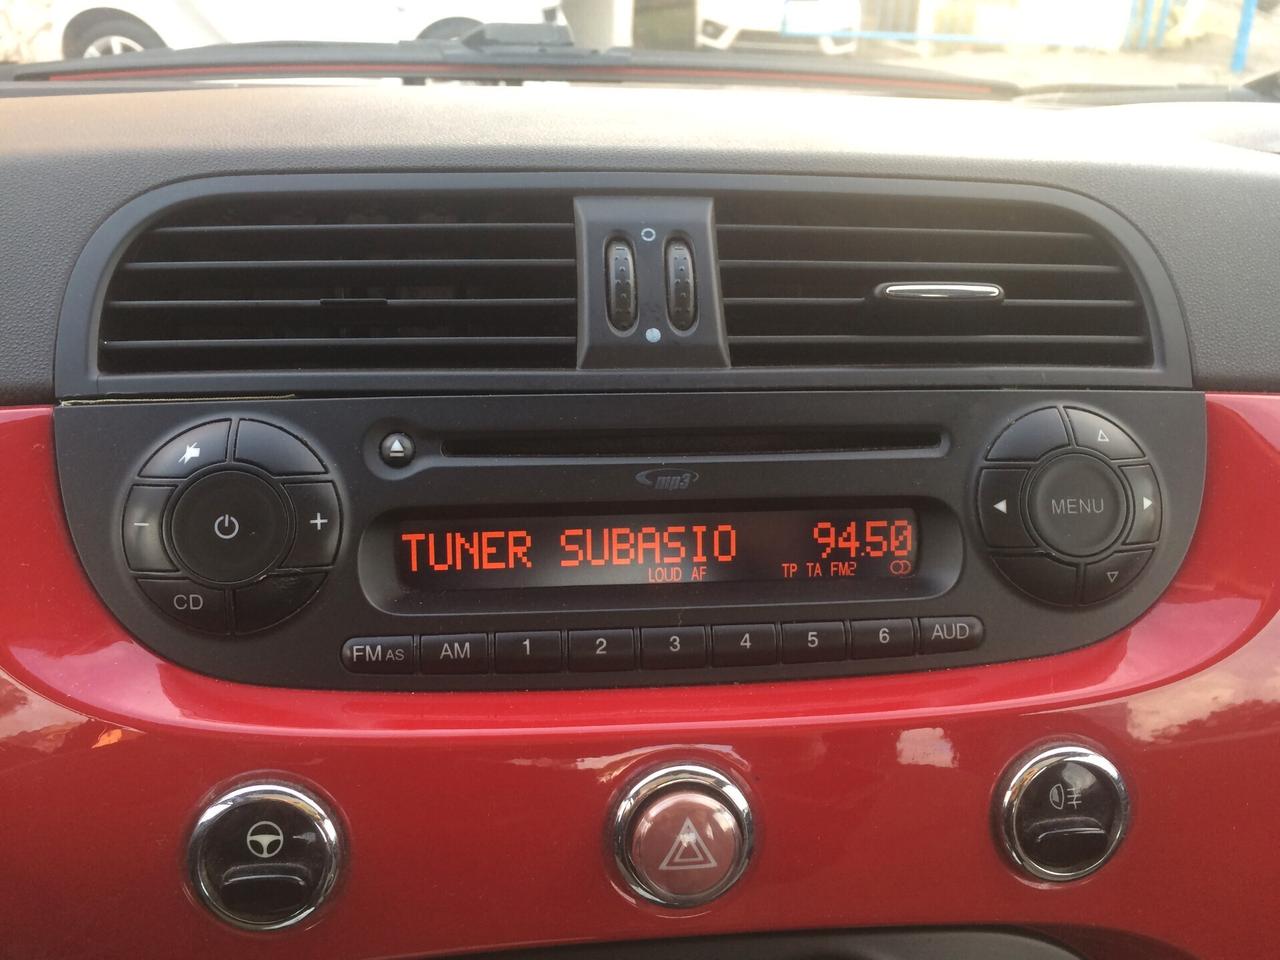 mp3
MENU
TUNER SUBASIO 94.50
LOUD AF TP TA FM2
− +
CD
FM AS AM 1 2 3 4 5 6 AUD